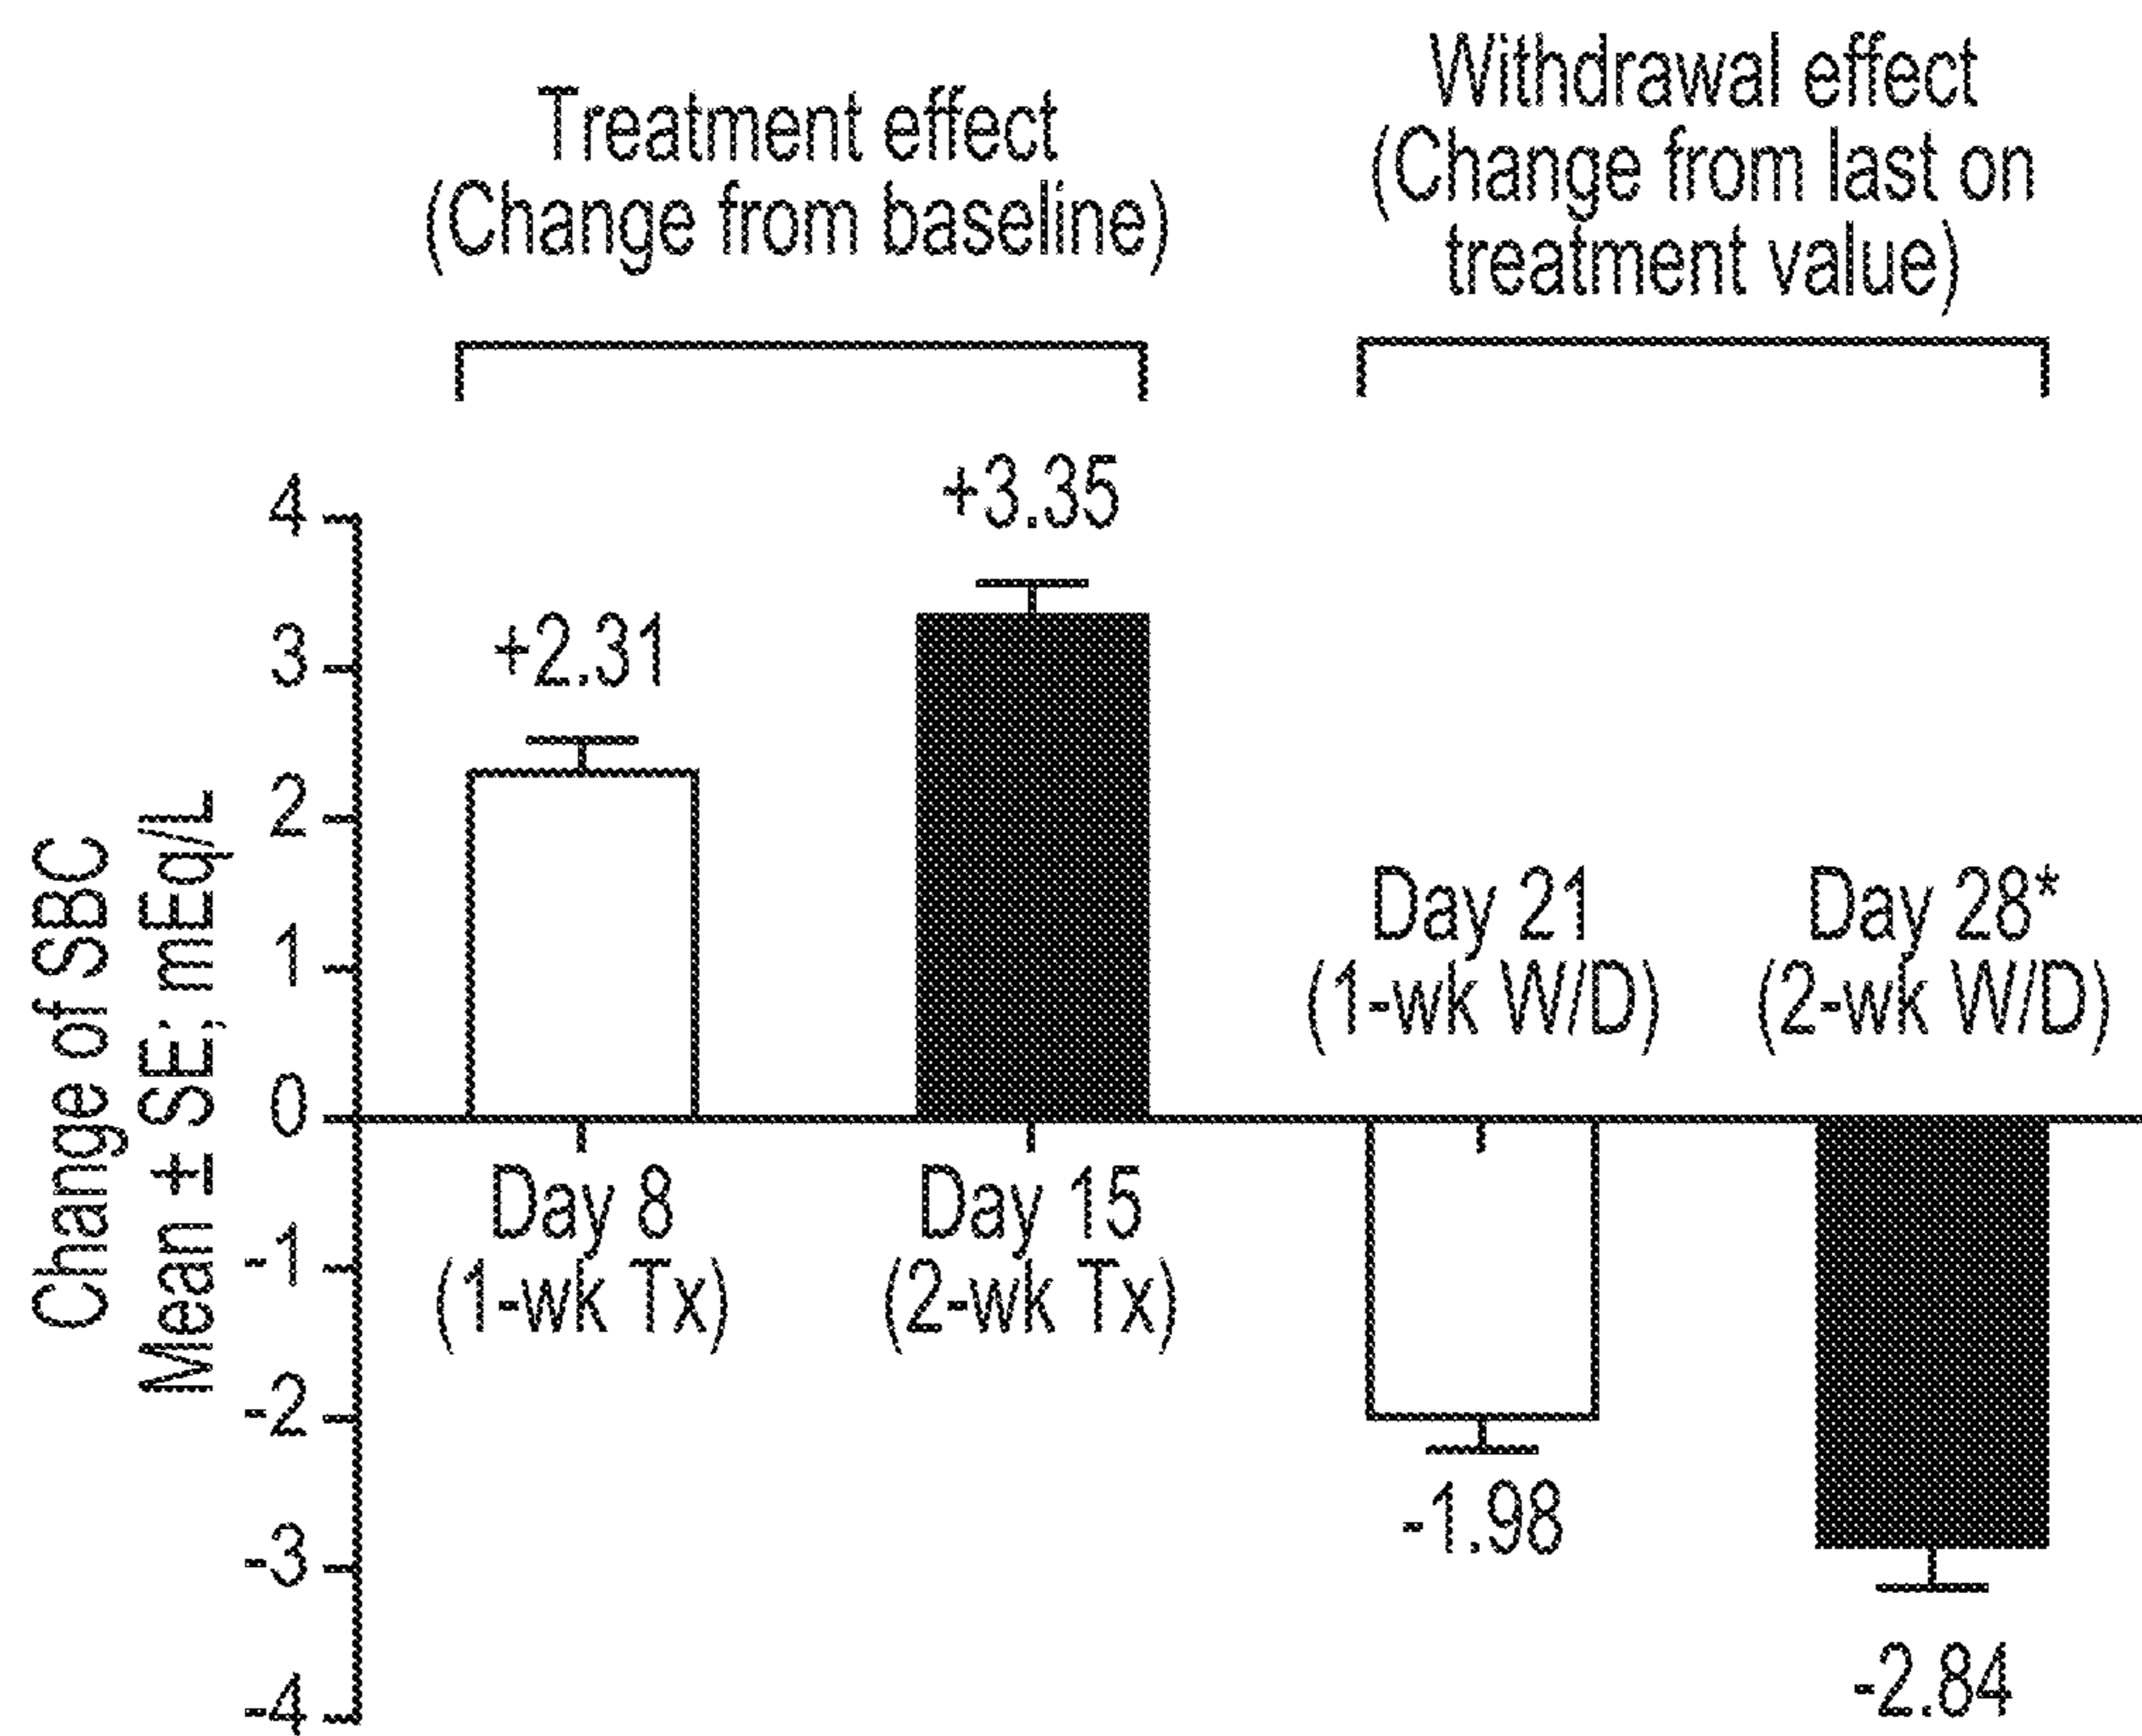 Treatment effect
(Change from baseline)
Withdrawal effect
(Change from last on
treatment value)
Change of SBC
Mean ± SE; mEq/L
4
3
2
1
0
-1
-2
-3
-4
+2.31
+3.35
Day 8
(1-wk Tx)
Day 15
(2-wk Tx)
Day 21
(1-wk W/D)
Day 28*
(2-wk W/D)
-1.98
-2.84